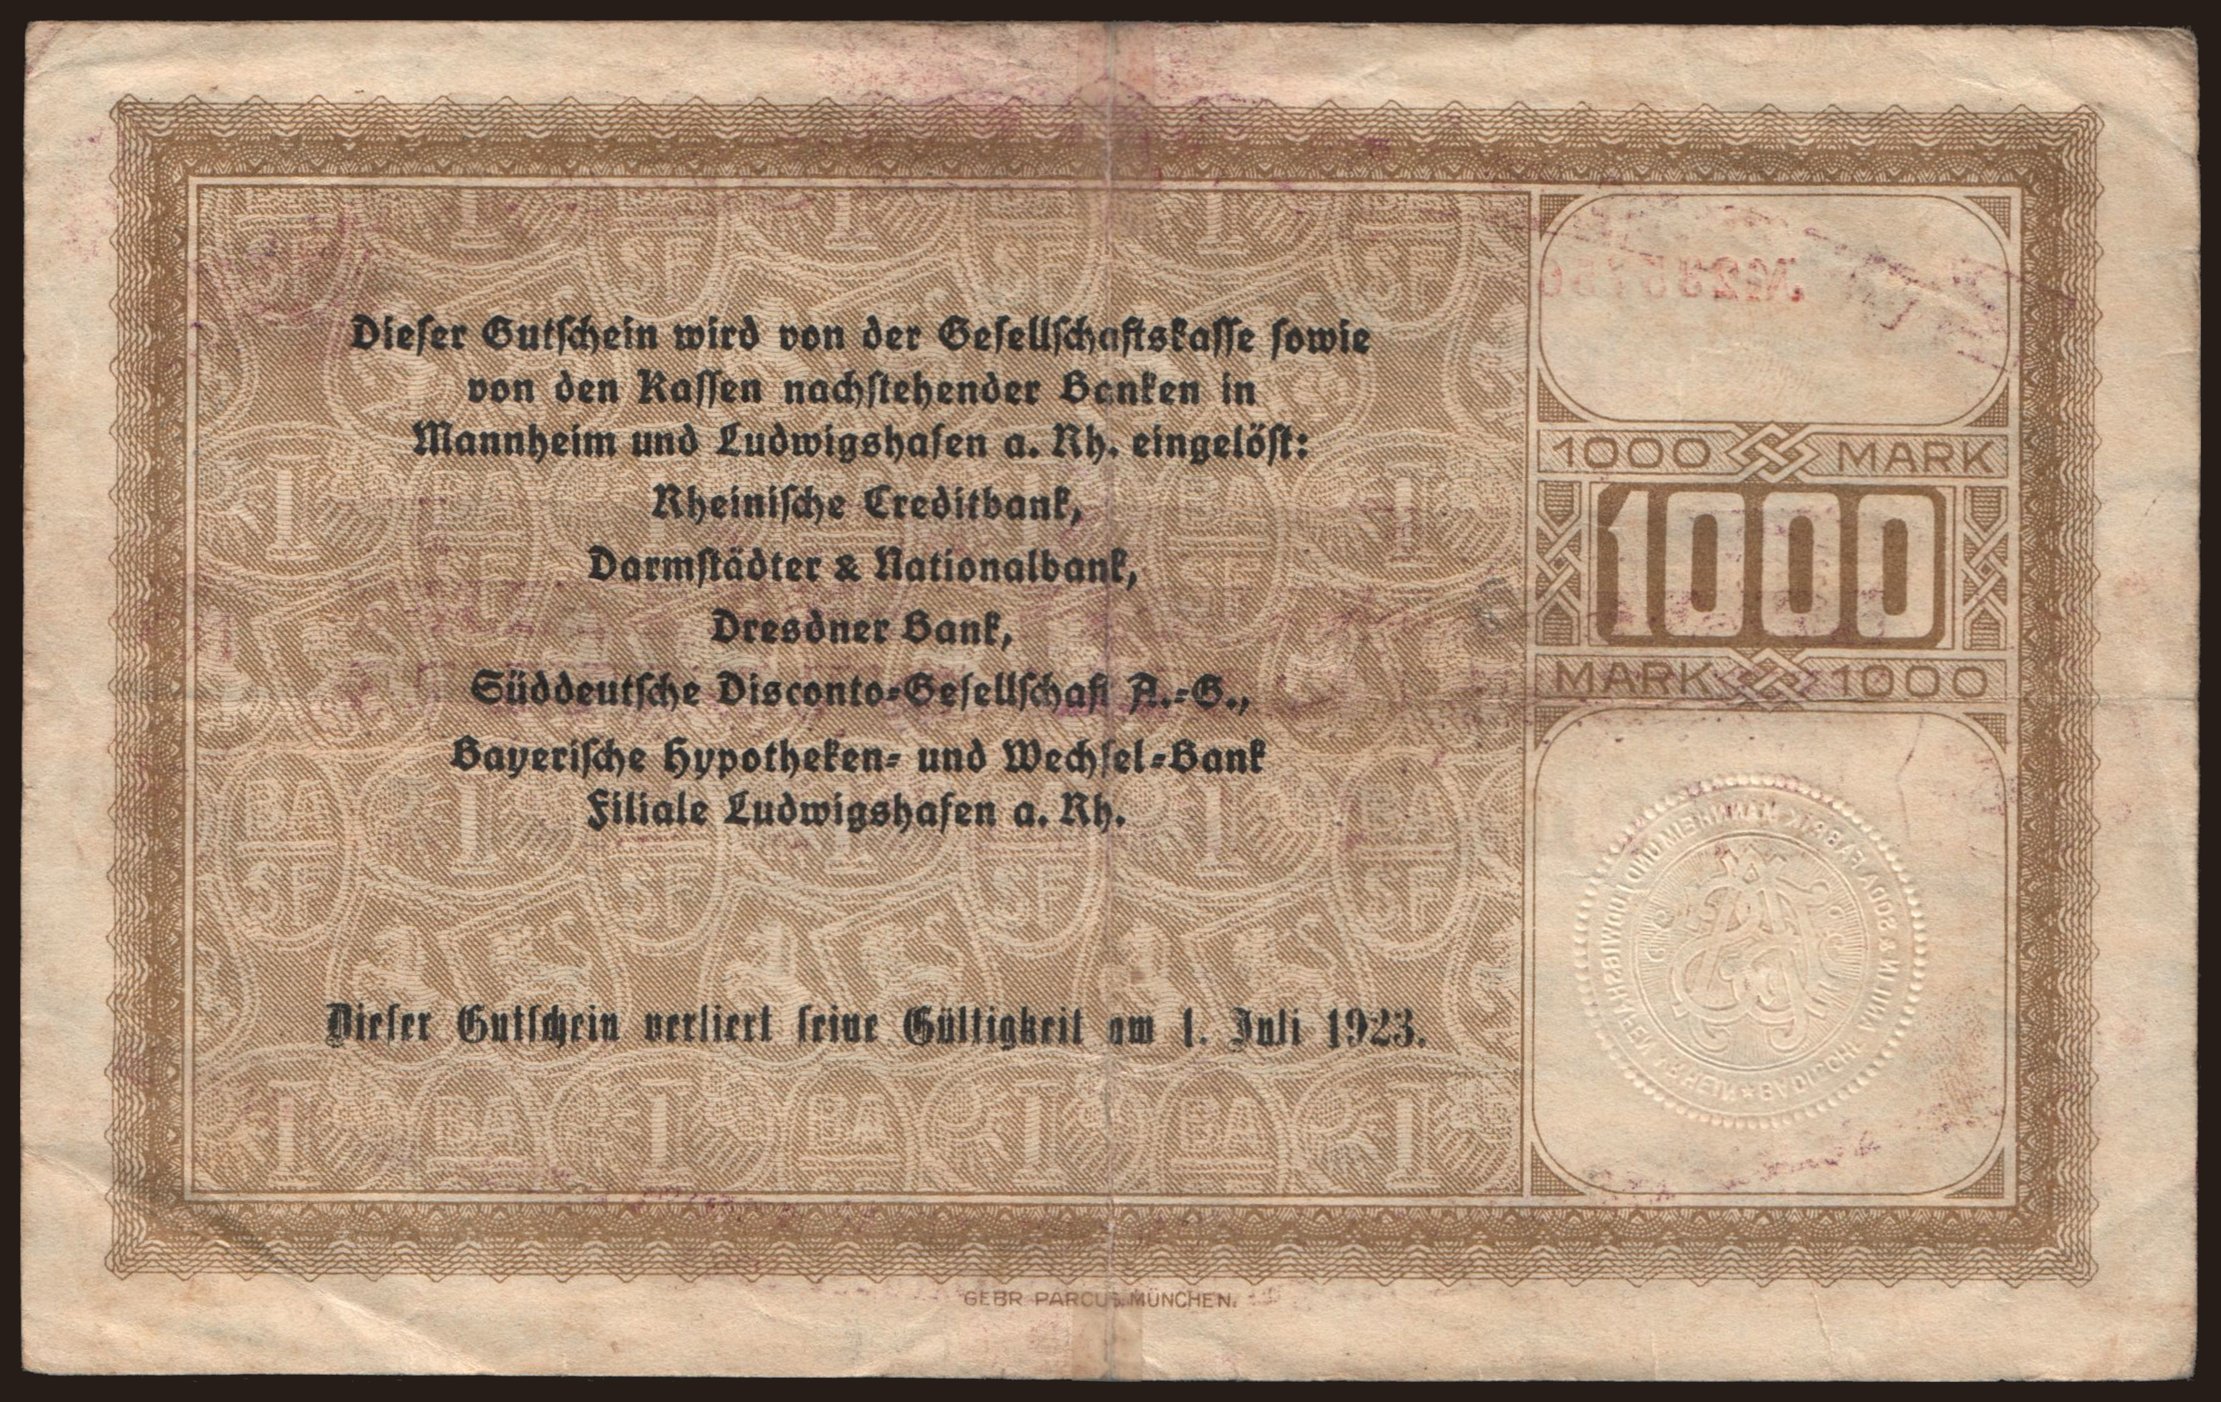 Dieser Gutschein wird von der Gesellschaftskasse sowie
von den Kassen nachstehender Banken in
Mannheim und Ludwigshafen a. Rh. eingelöst:
Rheinische Creditbank,
Darmstädter & Nationalbank,
Dresdner Bank,
Süddeutsche Disconto-Gesellschaft A.-G.,
Bayerische Hypotheken- und Wechsel-Bank
Filiale Ludwigshafen a. Rh.
Dieser Gutschein verliert seine Gültigkeit am 1. Juli 1923.
1000 MARK
1000
MARK 1000
GEBR PARCUS MÜNCHEN.